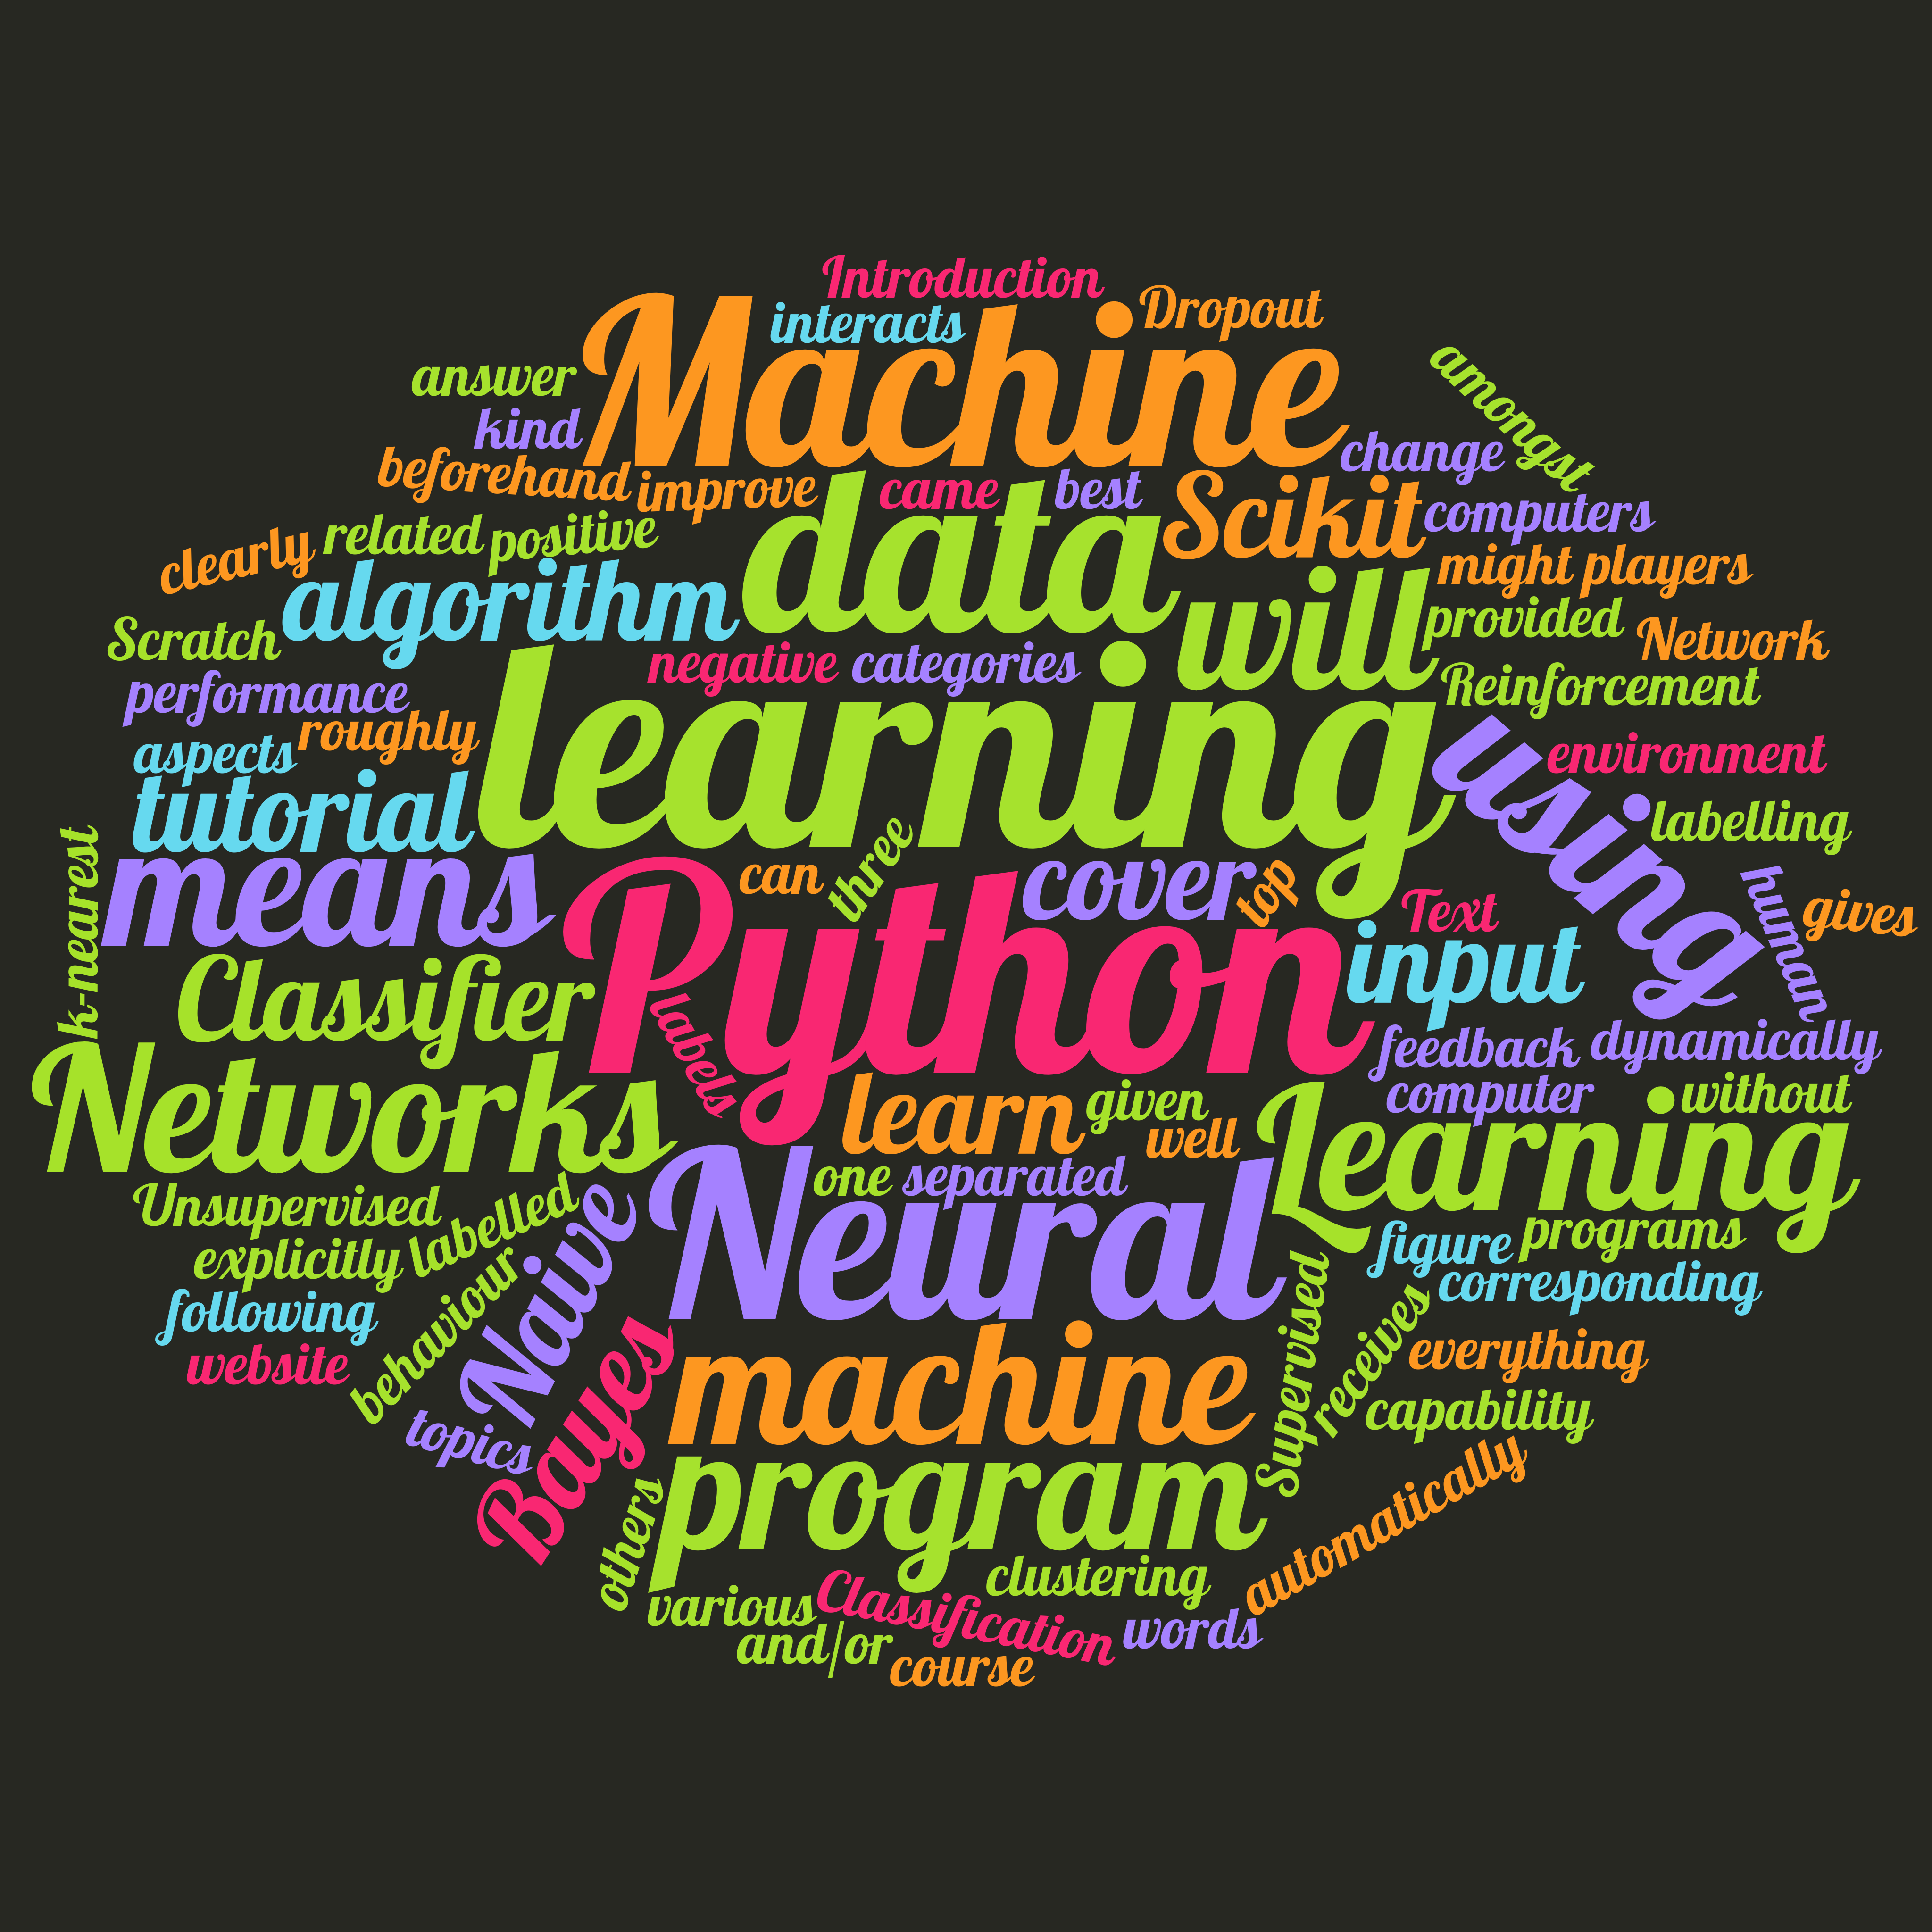 Introduction
interacts
Dropout
Machine
answer
kind
amongst
change
beforehand
improve
came
best
Scikit
computers
data
clearly
related
positive
might
players
algorithm
will
provided
Network
Scratch
negative
categories
Reinforcement
performance
learning
roughly
aspects
using
environment
tutorial
labelling
k-nearest
means
can
three
cover
top
Text
human
gives
Python
input
Classifier
labels
feedback
dynamically
Networks
learn
given
computer
without
well
Learning
one
separated
Neural
Unsupervised
labelled
explicitly
Naive
figure
programs
behaviour
following
Supervised
corresponding
receives
website
Bayes
machine
everything
topics
capability
program
automatically
others
clustering
various
Classification
words
and/or
course